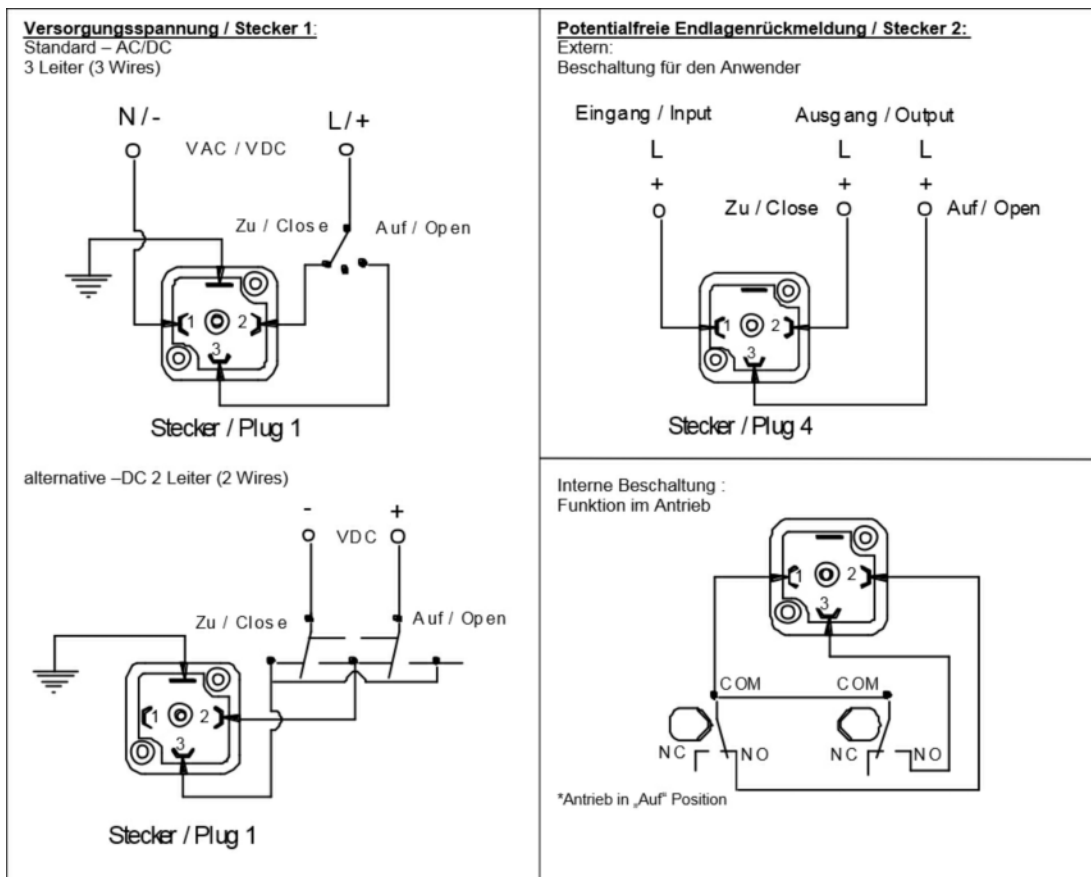 Versorgungsspannung / Stecker 1:
Standard – AC/DC
3 Leiter (3 Wires)
N / -
L / +
VAC / VDC
Zu / Close
Auf / Open
1
2
3
Stecker / Plug 1
alternative –DC 2 Leiter (2 Wires)
-
+
VDC
Zu / Close
Auf / Open
1
2
3
Stecker / Plug 1
Potentialfreie Endlagenrückmeldung / Stecker 2:
Extern:
Beschaltung für den Anwender
Eingang / Input
Ausgang / Output
L
L
L
+
+
+
Zu / Close
Auf / Open
1
2
3
Stecker / Plug 4
Interne Beschaltung :
Funktion im Antrieb
1
2
3
COM
COM
NC
NO
NC
NO
*Antrieb in „Auf“ Position